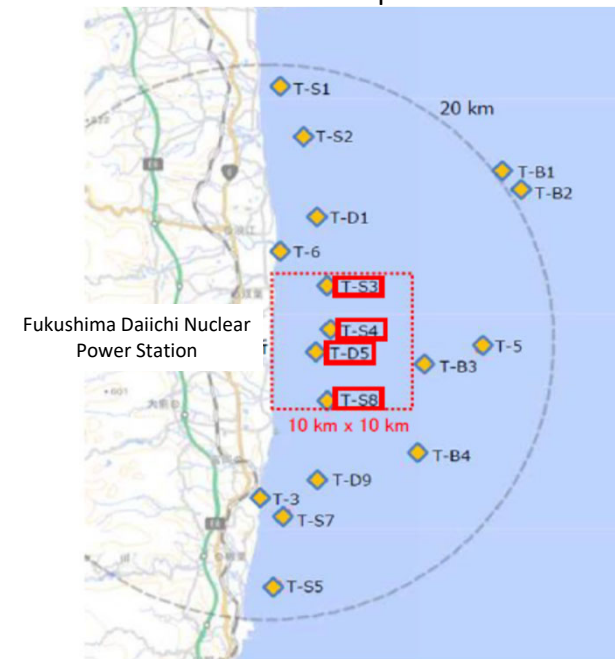 T-S1
20 km
T-S2
T-B1
T-B2
T-D1
T-6
T-S3
Fukushima Daiichi Nuclear
Power Station
T-S4
T-D5
T-5
T-B3
T-S8
10 km x 10 km
T-B4
T-D9
T-3
T-S7
T-S5